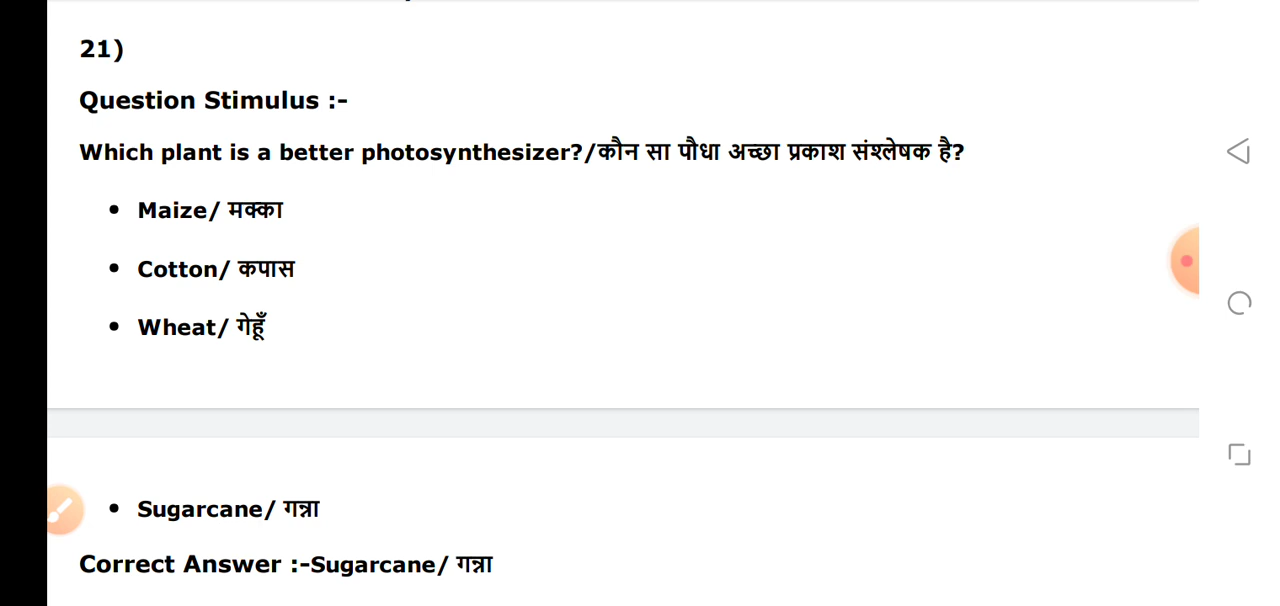 21)
Question Stimulus :-
Which plant is a better photosynthesizer?/कौन सा पौधा अच्छा प्रकाश संश्लेषक है?
• Maize/ मक्का
• Cotton/ कपास
• Wheat/ गेहूँ
• Sugarcane/ गन्ना
Correct Answer :-Sugarcane/ गन्ना